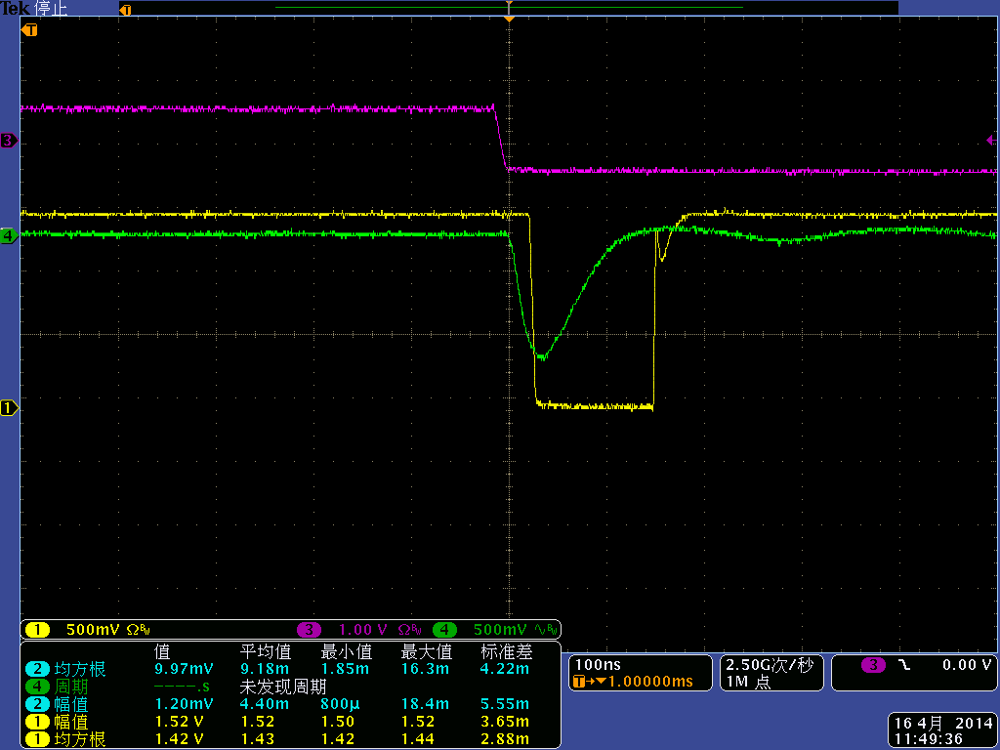 Tek 停止
T
T
3
4
1
1 500mV ΩBw 3 1.00 V ΩBw 4 500mV ∿Bw
值 平均值 最小值 最大值 标准差
2 均方根 9.97mV 9.18m 1.85m 16.3m 4.22m
4 周期 ----.s 未发现周期
2 幅值 1.20mV 4.40m 800µ 18.4m 5.55m
1 幅值 1.52 V 1.52 1.50 1.52 3.65m
1 均方根 1.42 V 1.43 1.42 1.44 2.88m
100ns
T→▼1.00000ms
2.50G次/秒
1M 点
3 0.00 V
16 4月 2014
11:49:36